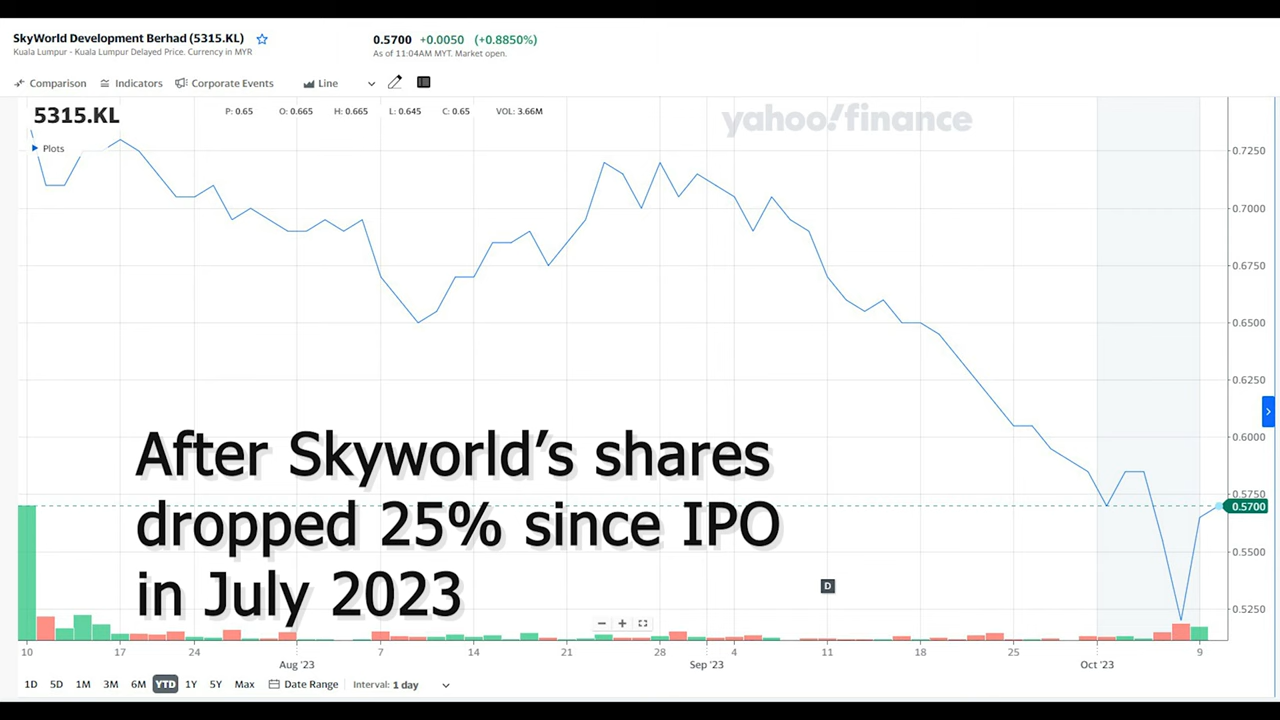 SkyWorld Development Berhad (5315.KL)
Kuala Lumpur - Kuala Lumpur Delayed Price. Currency in MYR
0.5700 +0.0050 (+0.8850%)
As of 11:04AM MYT. Market open.
Comparison Indicators Corporate Events Line
5315.KL
P: 0.65 O: 0.665 H: 0.665 L: 0.645 C: 0.65 VOL: 3.66M
yahoo!finance
Plots
0.7250
0.7000
0.6750
0.6500
0.6250
0.6000
0.5750
0.5700
0.5500
0.5250
After Skyworld’s shares
dropped 25% since IPO
in July 2023
D
10 17 24 7 14 21 28 4 11 18 25 9
Aug '23 Sep '23 Oct '23
1D 5D 1M 3M 6M YTD 1Y 5Y Max Date Range Interval: 1 day